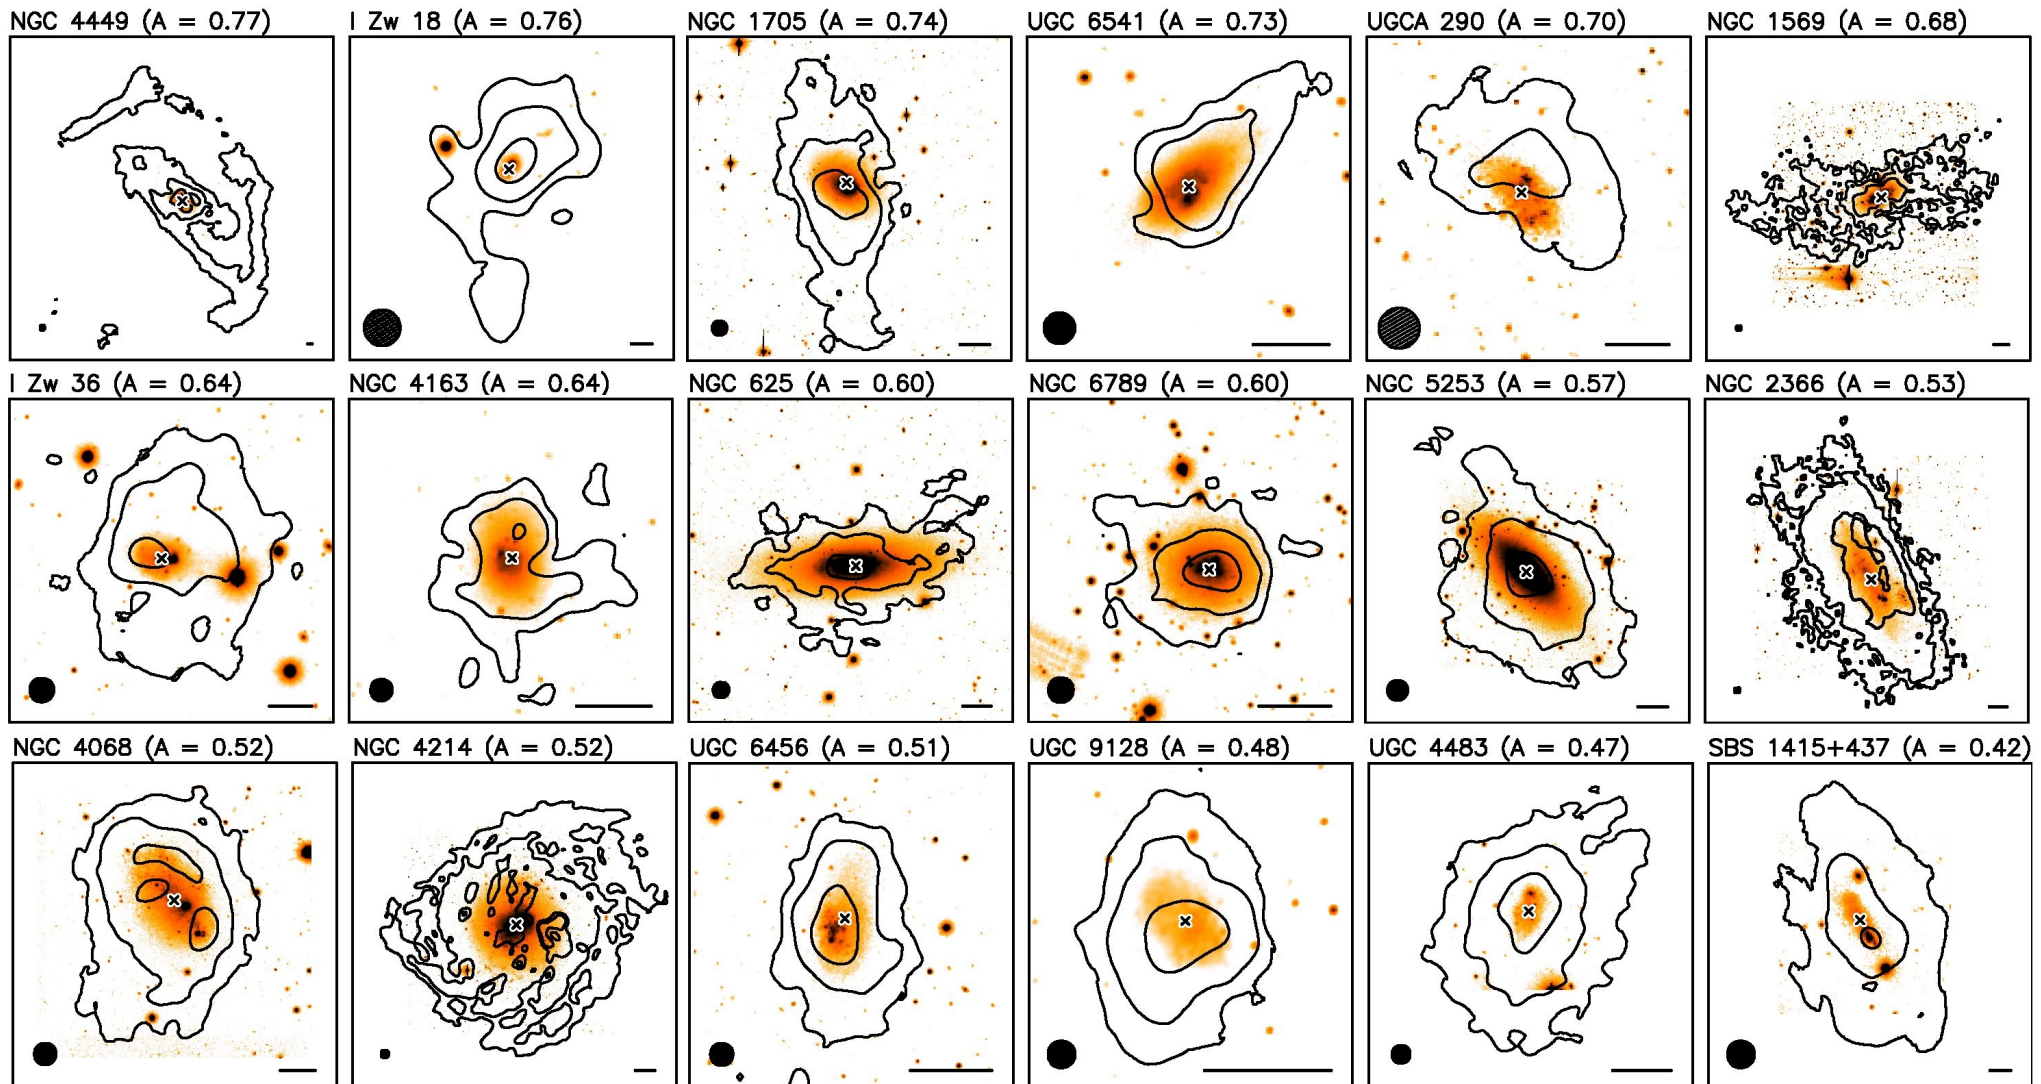 NGC 4449 (A = 0.77)
I Zw 18 (A = 0.76)
NGC 1705 (A = 0.74)
UGC 6541 (A = 0.73)
UGCA 290 (A = 0.70)
NGC 1569 (A = 0.68)
I Zw 36 (A = 0.64)
NGC 4163 (A = 0.64)
NGC 625 (A = 0.60)
NGC 6789 (A = 0.60)
NGC 5253 (A = 0.57)
NGC 2366 (A = 0.53)
NGC 4068 (A = 0.52)
NGC 4214 (A = 0.52)
UGC 6456 (A = 0.51)
UGC 9128 (A = 0.48)
UGC 4483 (A = 0.47)
SBS 1415+437 (A = 0.42)